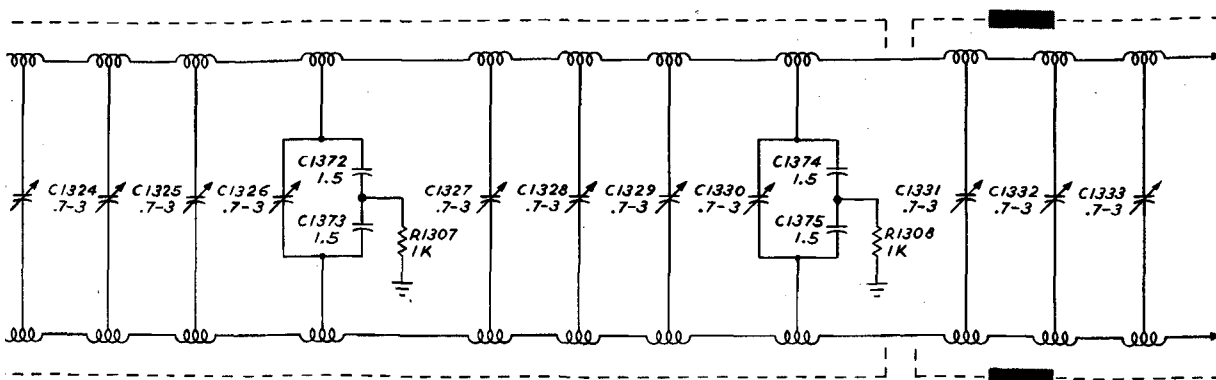 C1324
.7-3
C1325
.7-3
C1326
.7-3
C1372
1.5
C1373
1.5
R1307
1K
C1327
.7-3
C1328
.7-3
C1329
.7-3
C1330
.7-3
C1374
1.5
C1375
1.5
R1308
1K
C1331
.7-3
C1332
.7-3
C1333
.7-3